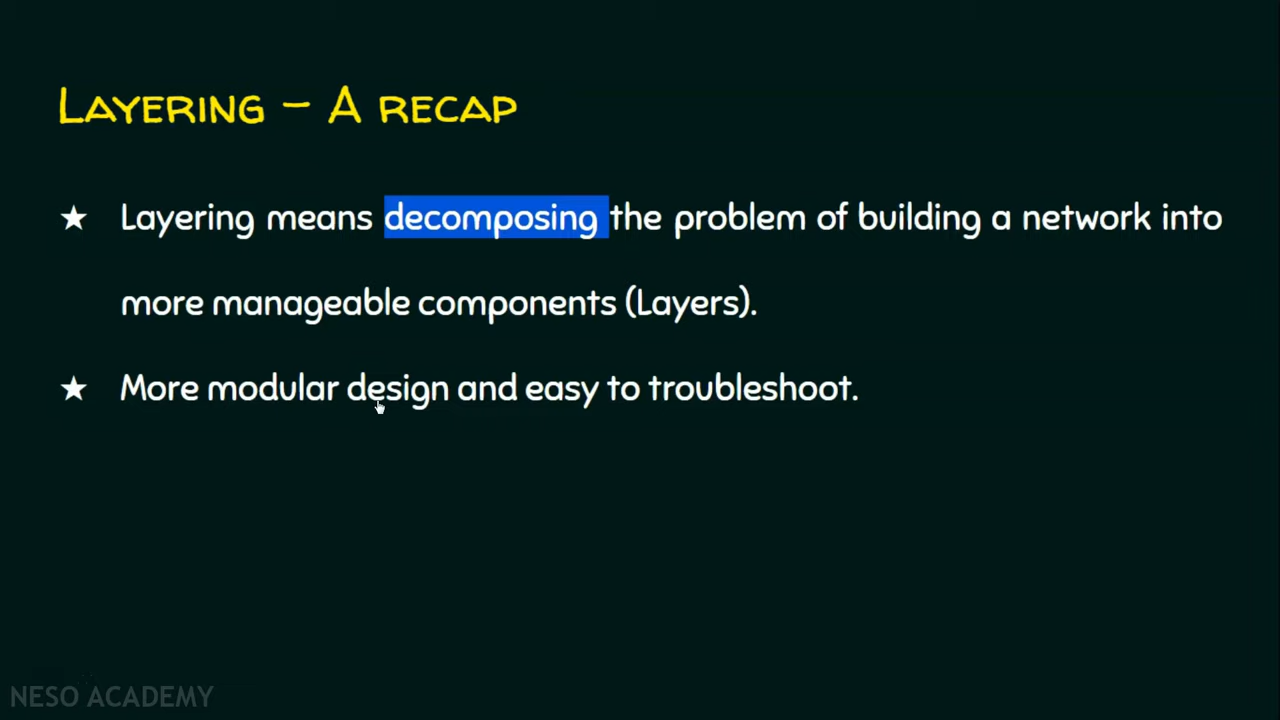 LAYERING – A RECAP
★ Layering means decomposing the problem of building a network into
more manageable components (Layers).
★ More modular design and easy to troubleshoot.
NESO ACADEMY